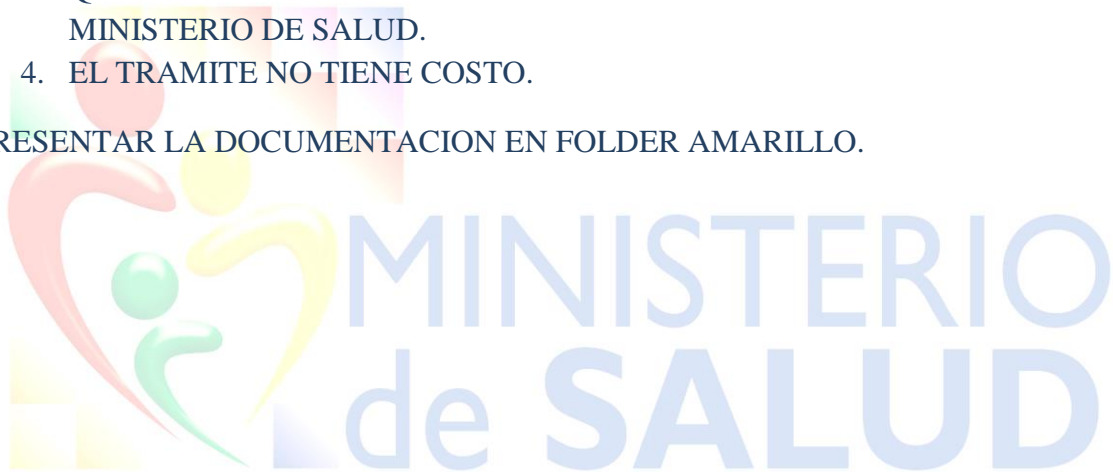 MINISTERIO DE SALUD.
4. EL TRAMITE NO TIENE COSTO.
RESENTAR LA DOCUMENTACION EN FOLDER AMARILLO.
MINISTERIO
de SALUD